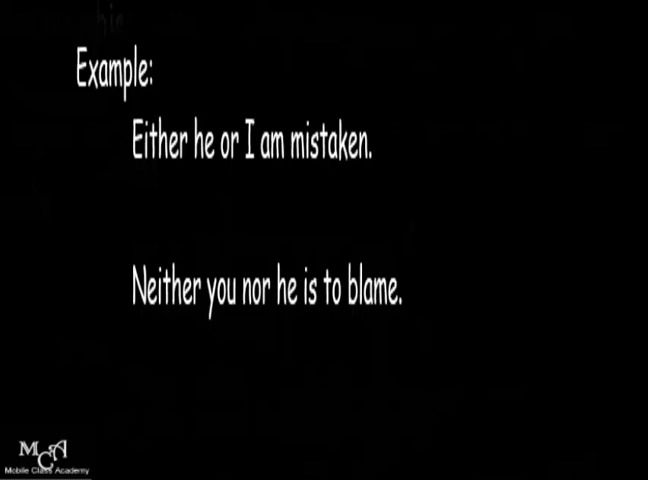 Example:
Either he or I am mistaken.
Neither you nor he is to blame.
MCA
Mobile Class Academy